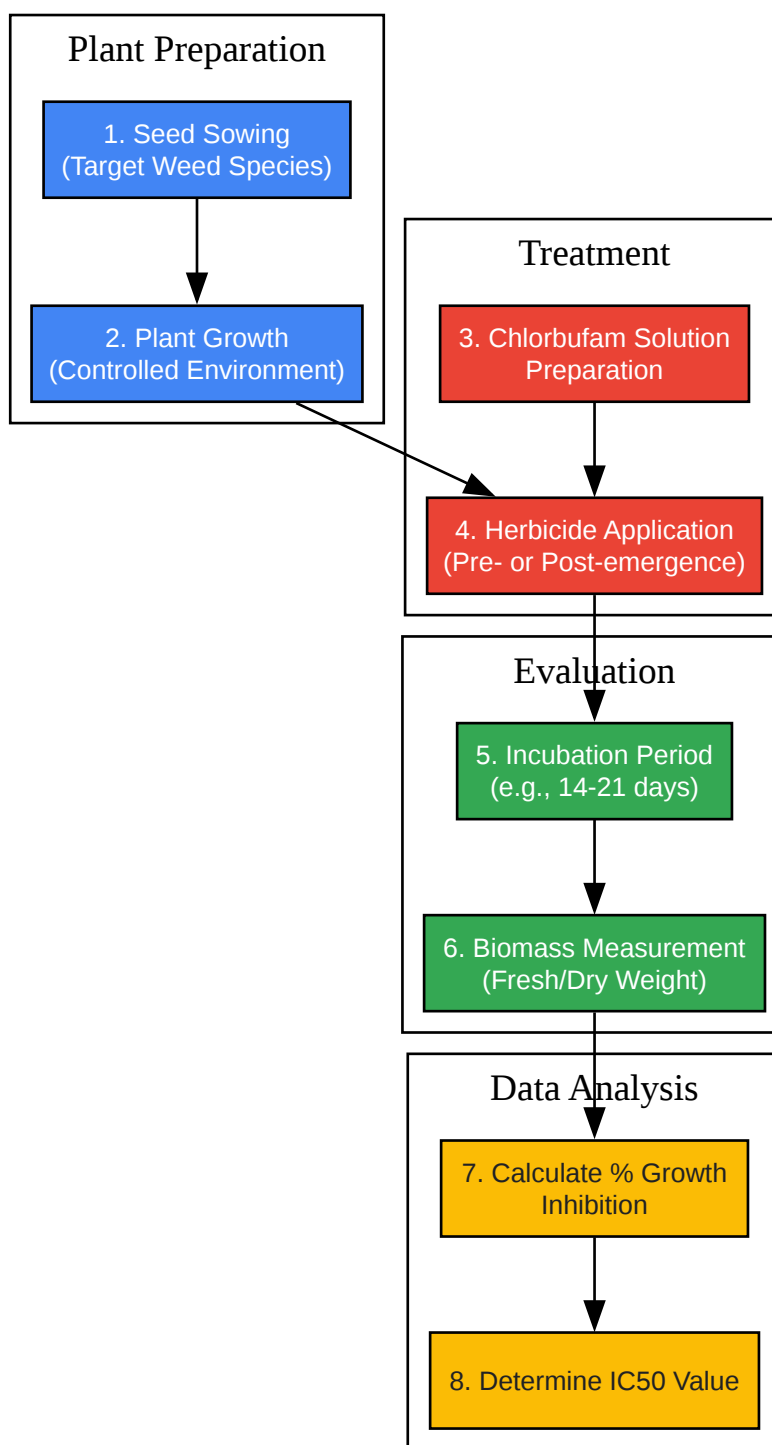 Plant Preparation
1. Seed Sowing
(Target Weed Species)
2. Plant Growth
(Controlled Environment)
Treatment
3. Chlorbufam Solution
Preparation
4. Herbicide Application
(Pre- or Post-emergence)
Evaluation
5. Incubation Period
(e.g., 14-21 days)
6. Biomass Measurement
(Fresh/Dry Weight)
Data Analysis
7. Calculate % Growth
Inhibition
8. Determine IC50 Value